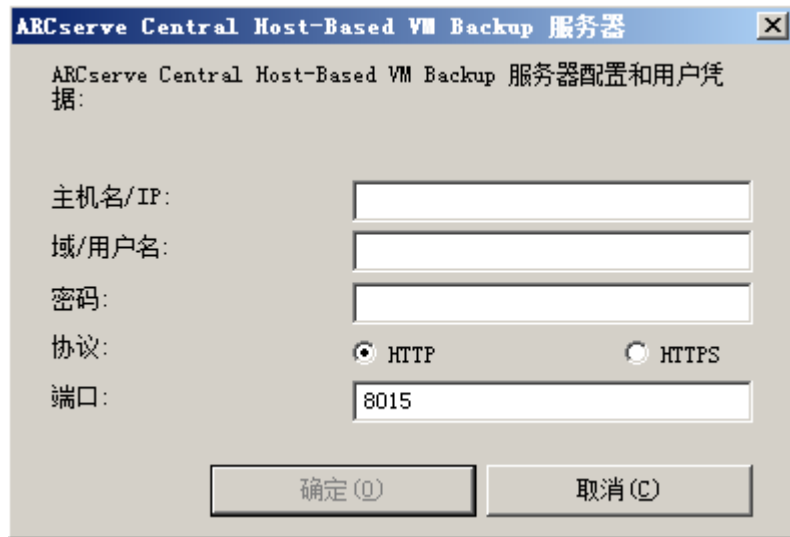 ARCserve Central Host-Based VM Backup 服务器
ARCserve Central Host-Based VM Backup 服务器配置和用户凭
据:
主机名/IP:
域/用户名:
密码:
协议: HTTP HTTPS
端口: 8015
确定(O) 取消(C)